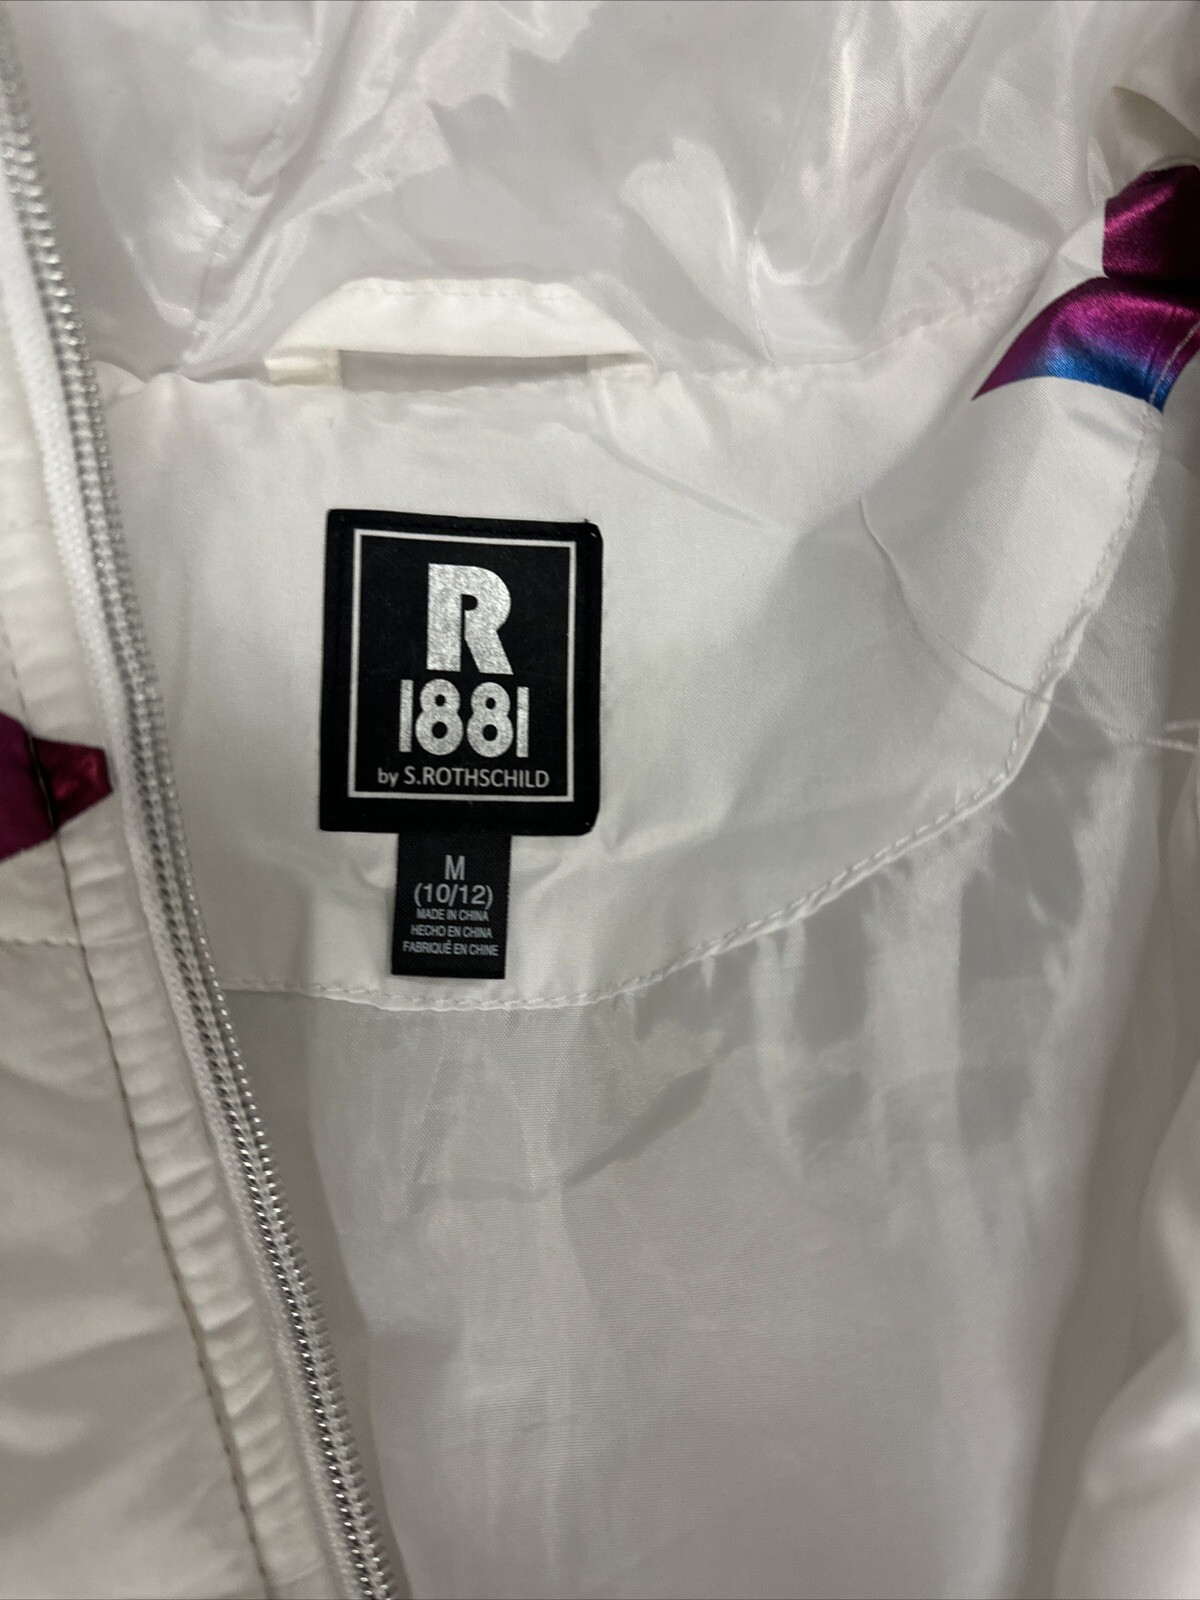 R
1881
by S.ROTHSCHILD
M
(10/12)
MADE IN CHINA
HECHO EN CHINA
FABRIQUÉ EN CHINE